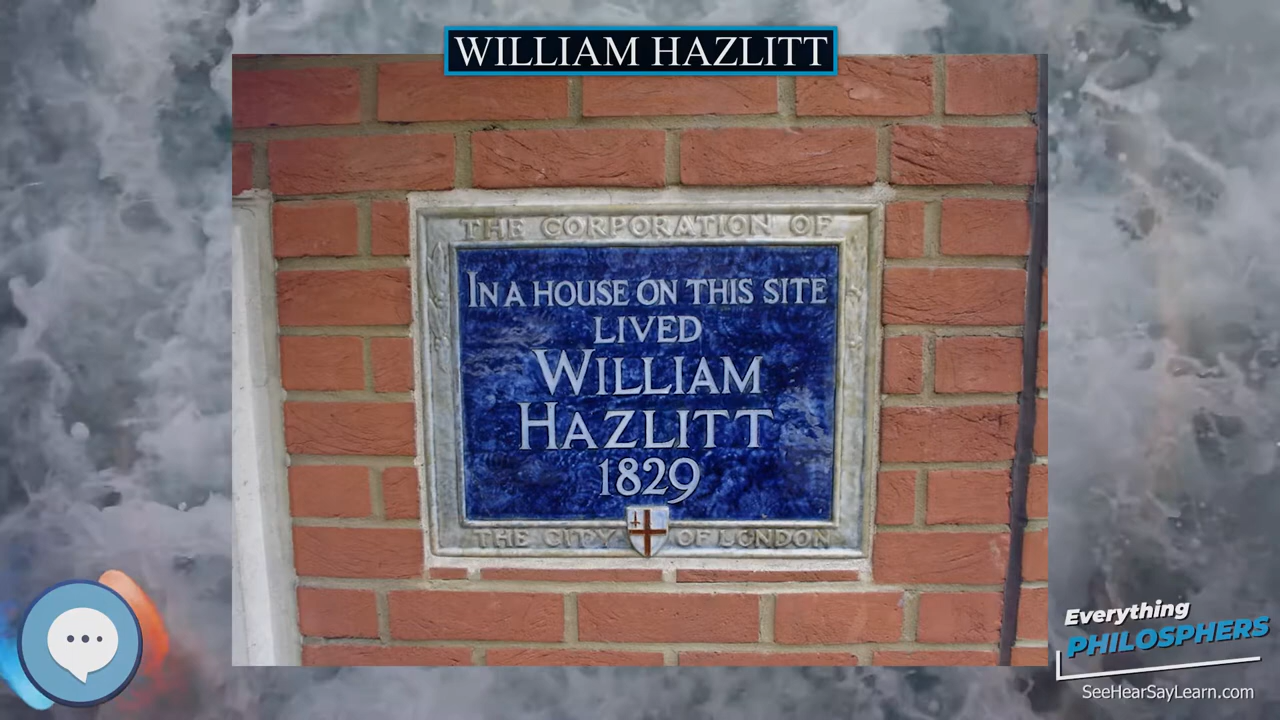 WILLIAM HAZLITT
THE CORPORATION OF
IN A HOUSE ON THIS SITE
LIVED
WILLIAM
HAZLITT
1829
THE CITY OF LONDON
Everything
PHILOSPHERS
SeeHearSayLearn.com